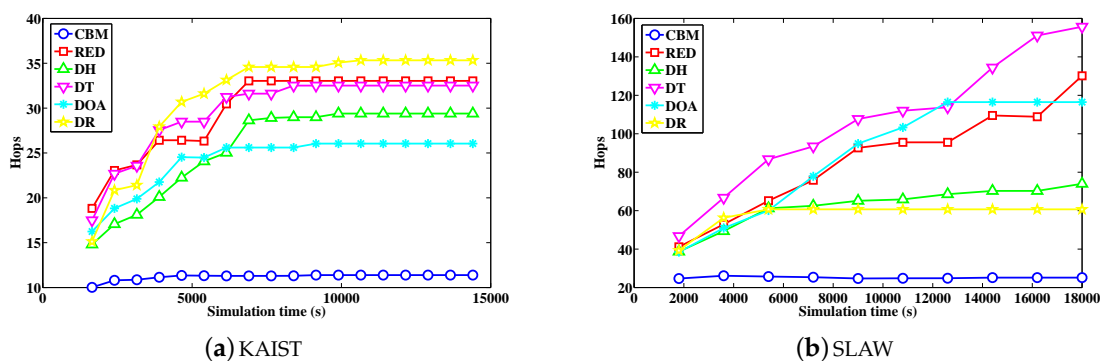 40
35
30
25
20
15
10
Hops
CBM
RED
DH
DT
DOA
DR
0
5000
10000
15000
Simulation time (s)
(a) KAIST
160
140
120
100
80
60
40
20
Hops
CBM
RED
DH
DT
DOA
DR
2000
4000
6000
8000
10000
12000
14000
16000
18000
Simulation time (s)
(b) SLAW